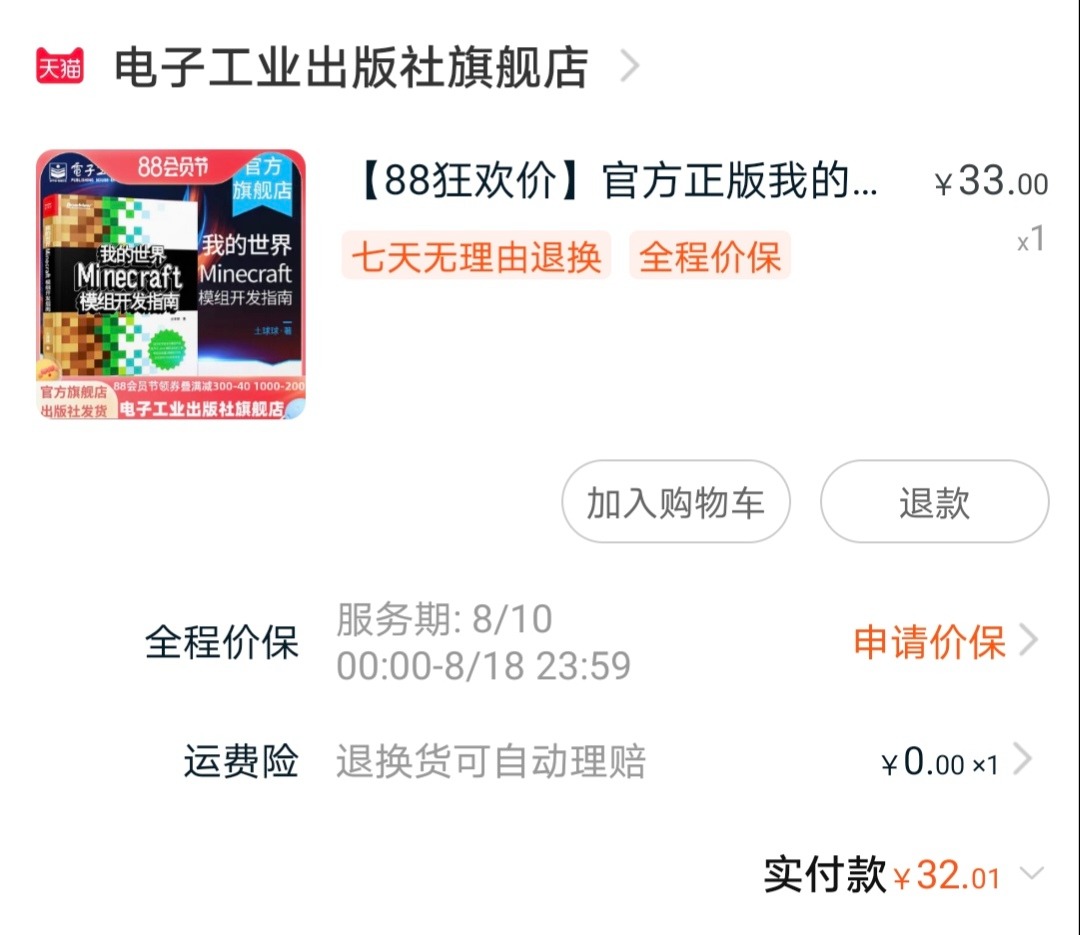 天猫 电子工业出版社旗舰店
電子工
88会员节
官方
旗舰店
我的世界
Minecraft
模组开发指南
我的世界
Minecraft
模组开发指南
土球球·著
官方旗舰店
出版社发货
88会员节领券叠满减300-40 1000-200
电子工业出版社旗舰店
【88狂欢价】官方正版我的... ￥33.00
七天无理由退换 全程价保 x1
加入购物车 退款
全程价保 服务期: 8/10
00:00-8/18 23:59 申请价保
运费险 退换货可自动理赔 ￥0.00 ×1
实付款￥32.01